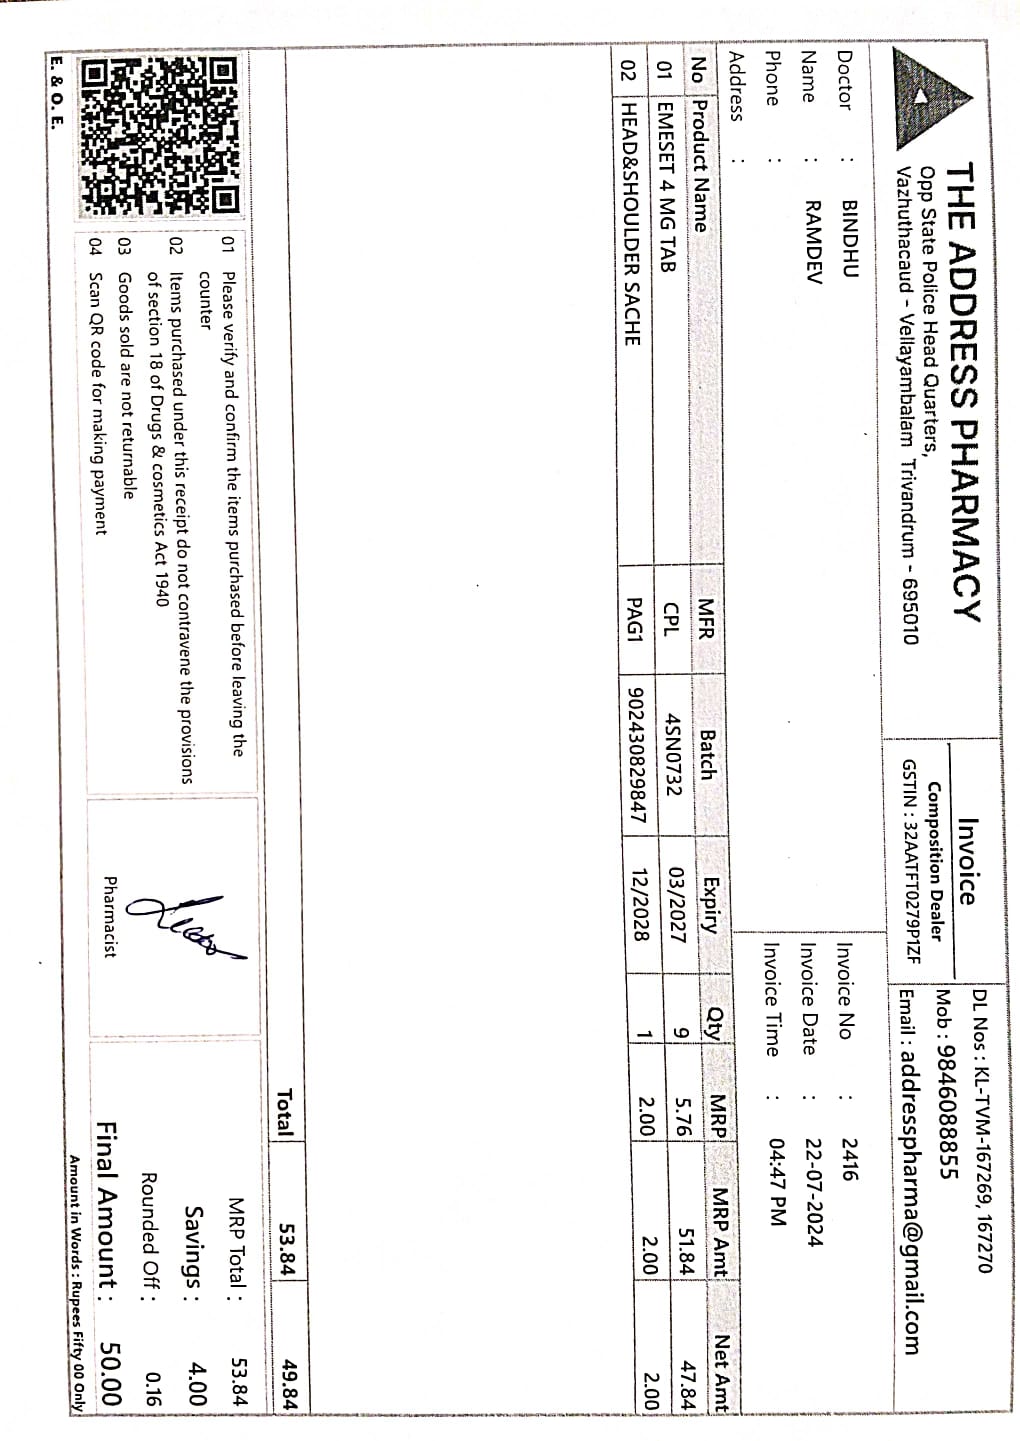 THE ADDRESS PHARMACY
Opp State Police Head Quarters,
Vazhuthacaud - Vellayambalam Trivandrum - 695010
Invoice
Composition Dealer
GSTIN : 32AATFT0279P1ZF
DL Nos : KL-TVM-167269, 167270
Mob : 9846088855
Email : addresspharma@gmail.com
Doctor : BINDHU
Name : RAMDEV
Phone :
Address :
Invoice No : 2416
Invoice Date : 22-07-2024
Invoice Time : 04:47 PM
No Product Name MFR Batch Expiry Qty MRP MRP Amt Net Amt
01 EMESET 4 MG TAB CPL 4SN0732 03/2027 9 5.76 51.84 47.84
02 HEAD&SHOULDER SACHE PAG1 902430829847 12/2028 1 2.00 2.00 2.00
Total 53.84 49.84
01 Please verify and confirm the items purchased before leaving the
counter
02 Items purchased under this receipt do not contravene the provisions
of section 18 of Drugs & cosmetics Act 1940
03 Goods sold are not returnable
04 Scan QR code for making payment
Pharmacist
MRP Total : 53.84
Savings : 4.00
Rounded Off : 0.16
Final Amount : 50.00
Amount in Words : Rupees Fifty 00 Only
E. & O. E.